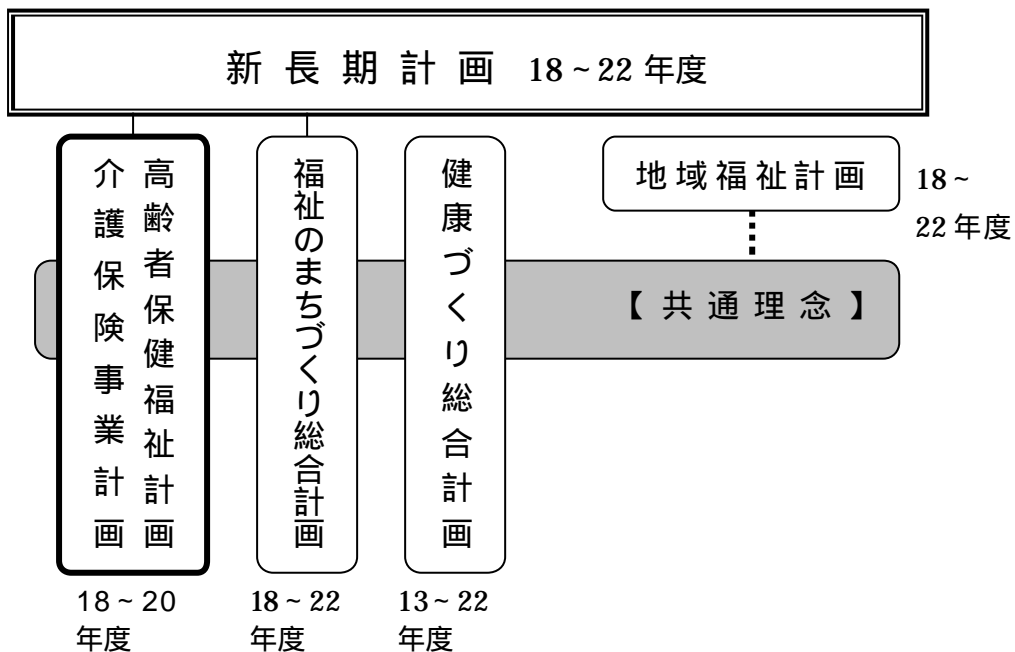 新長期計画 18~22年度
高齢者保健福祉計画
介護保険事業計画
福祉のまちづくり総合計画
健康づくり総合計画
地域福祉計画
18~
22年度
【共通理念】
18~20
年度
18~22
年度
13~22
年度